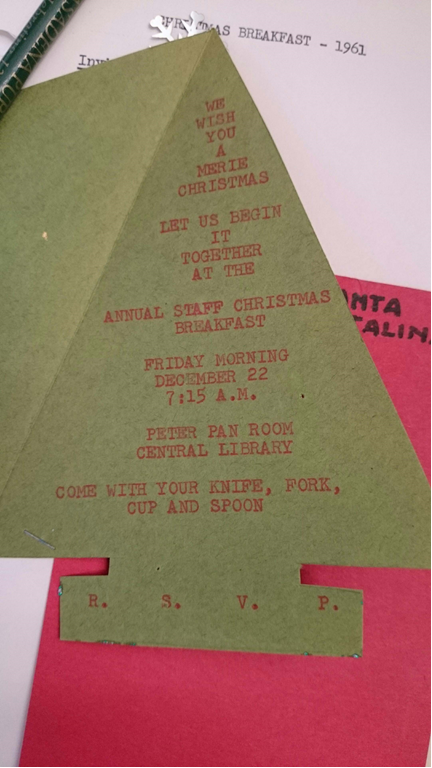 CHRISTMAS BREAKFAST - 1961
WE
WISH
YOU
A
MERIE
CHRISTMAS
LET US BEGIN
IT
TOGETHER
AT THE
ANNUAL STAFF CHRISTMAS
BREAKFAST
FRIDAY MORNING
DECEMBER 22
7:15 A.M.
PETER PAN ROOM
CENTRAL LIBRARY
COME WITH YOUR KNIFE, FORK,
CUP AND SPOON
R. S. V. P.